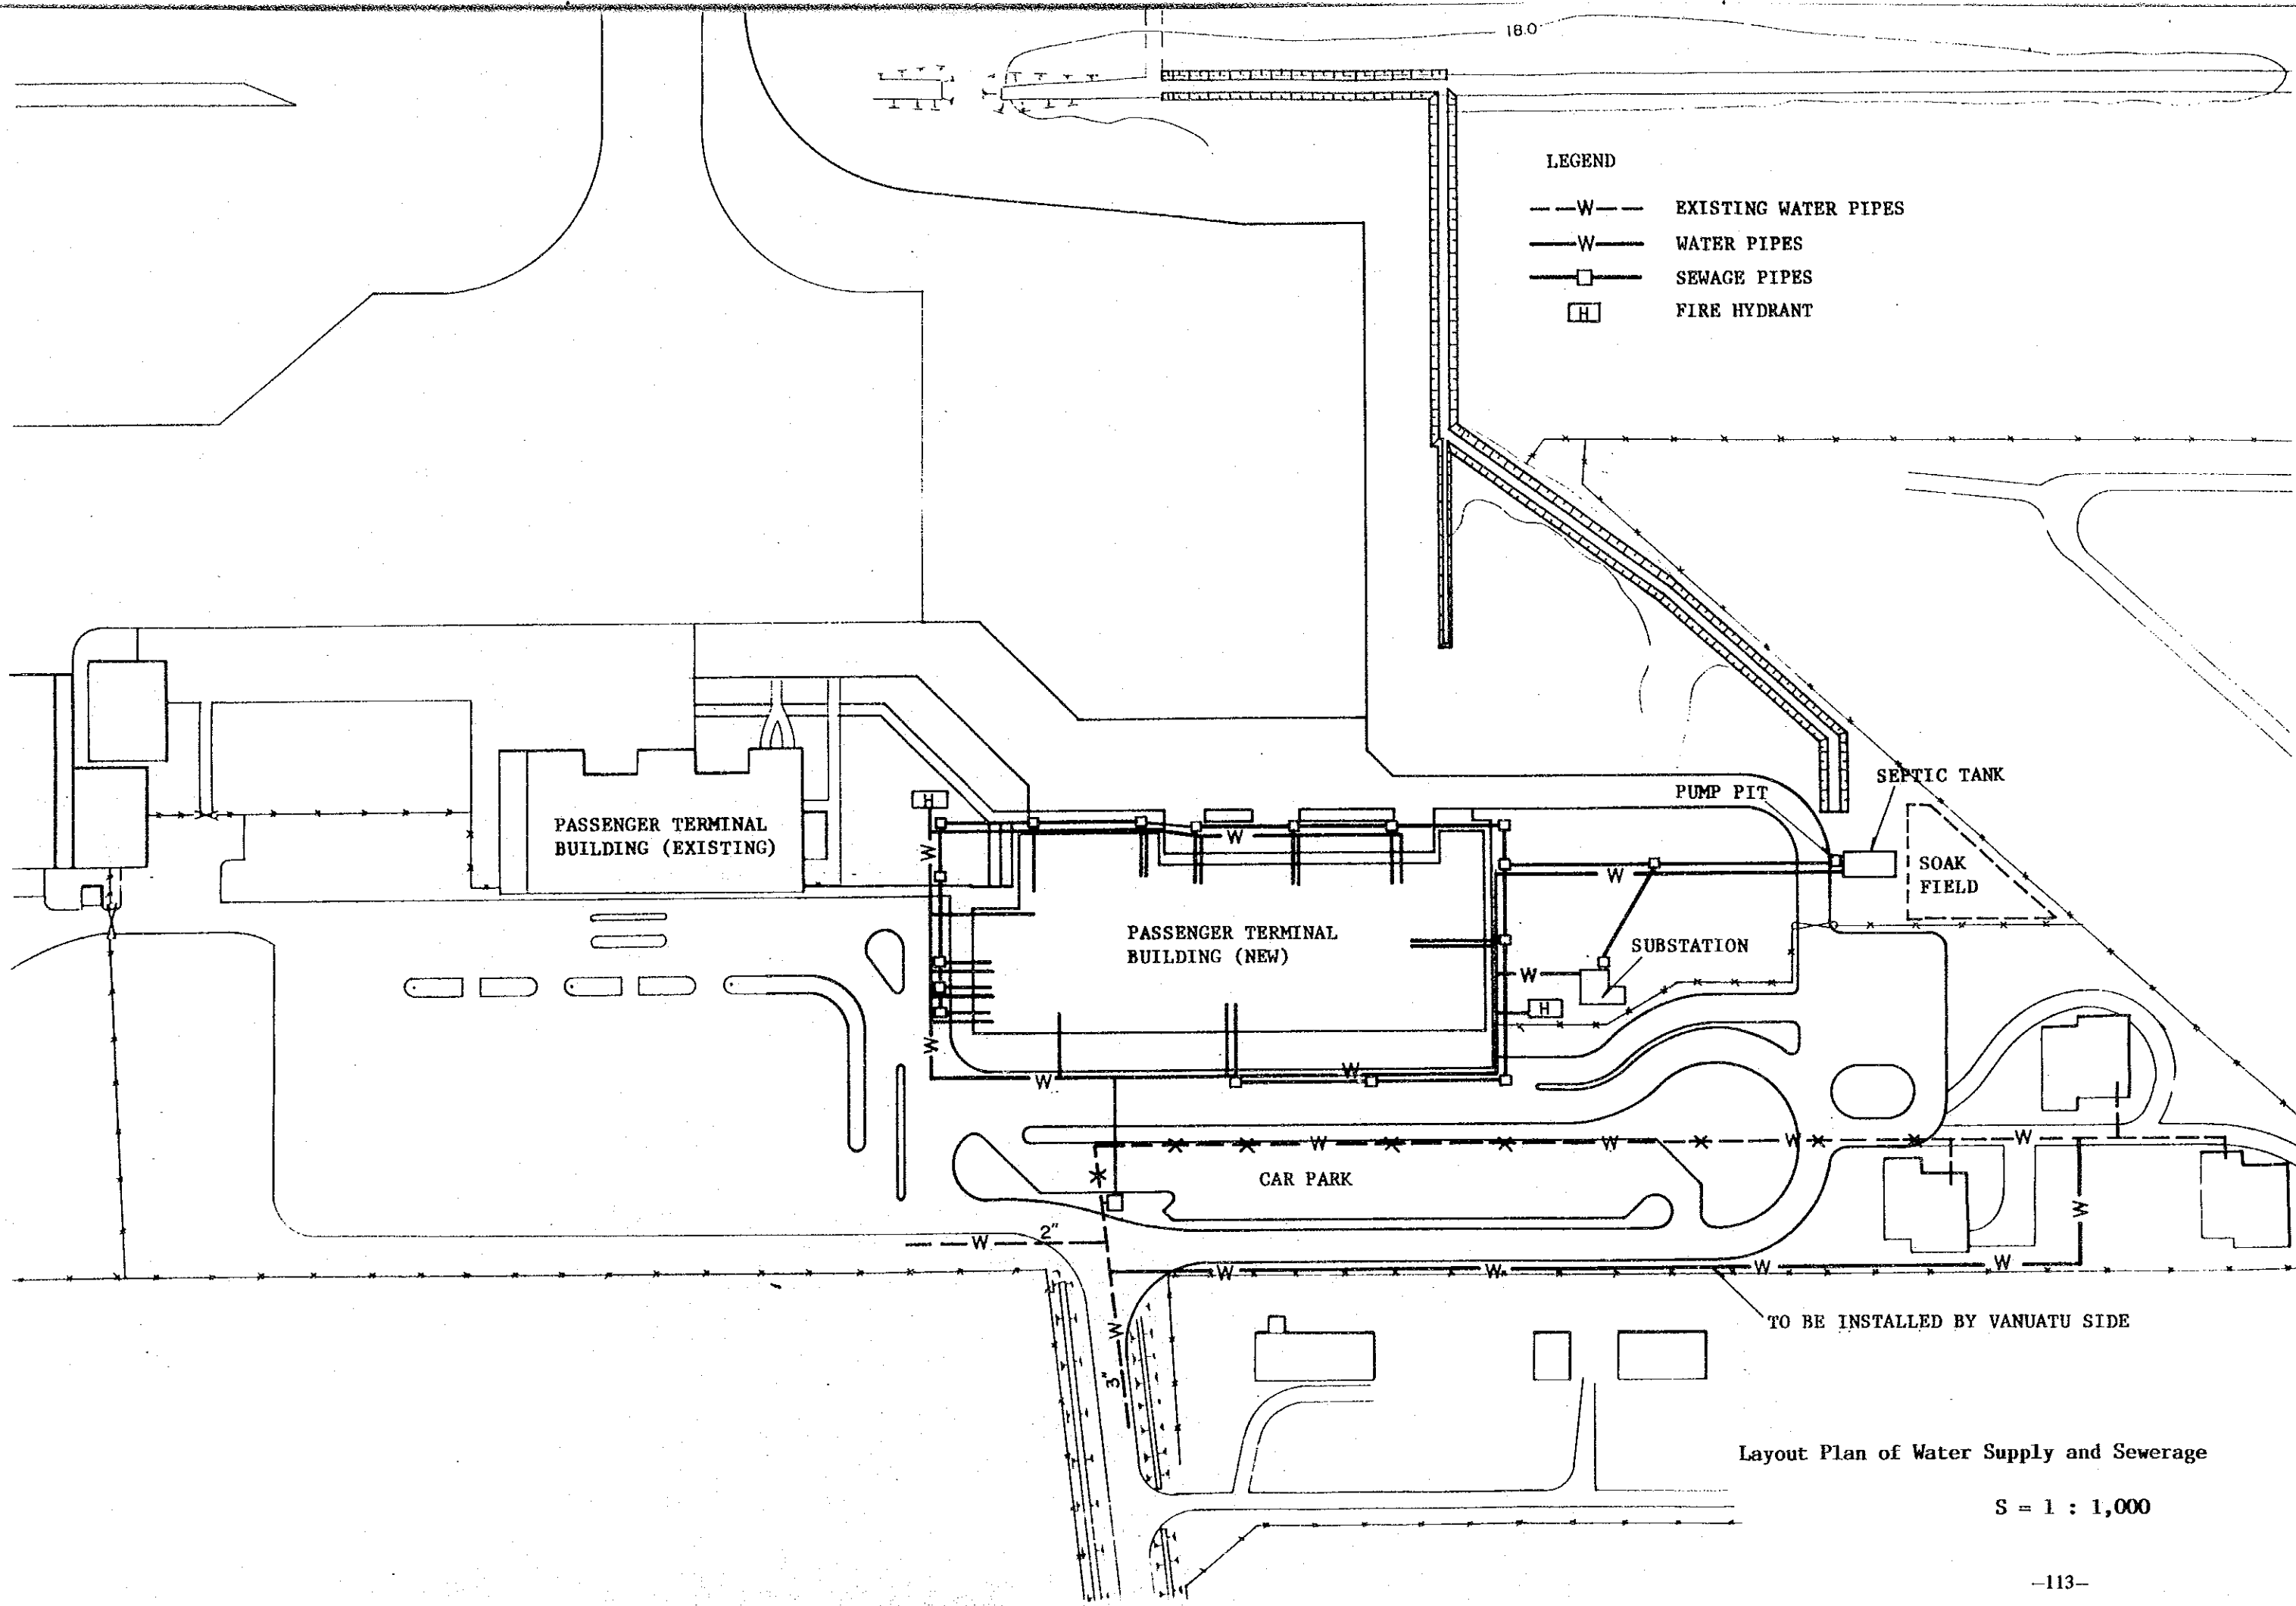 18.0
LEGEND
W EXISTING WATER PIPES
W WATER PIPES
SEWAGE PIPES
H FIRE HYDRANT
SEPTIC TANK
PUMP PIT
H
PASSENGER TERMINAL
BUILDING (EXISTING)
W
W
SOAK
FIELD
W
PASSENGER TERMINAL
BUILDING (NEW)
SUBSTATION
W
H
W
W
W
W
W
W
W
CAR PARK
W
2"
W
W
W
W
W
W
3"
TO BE INSTALLED BY VANUATU SIDE
Layout Plan of Water Supply and Sewerage
S = 1 : 1,000
—113—